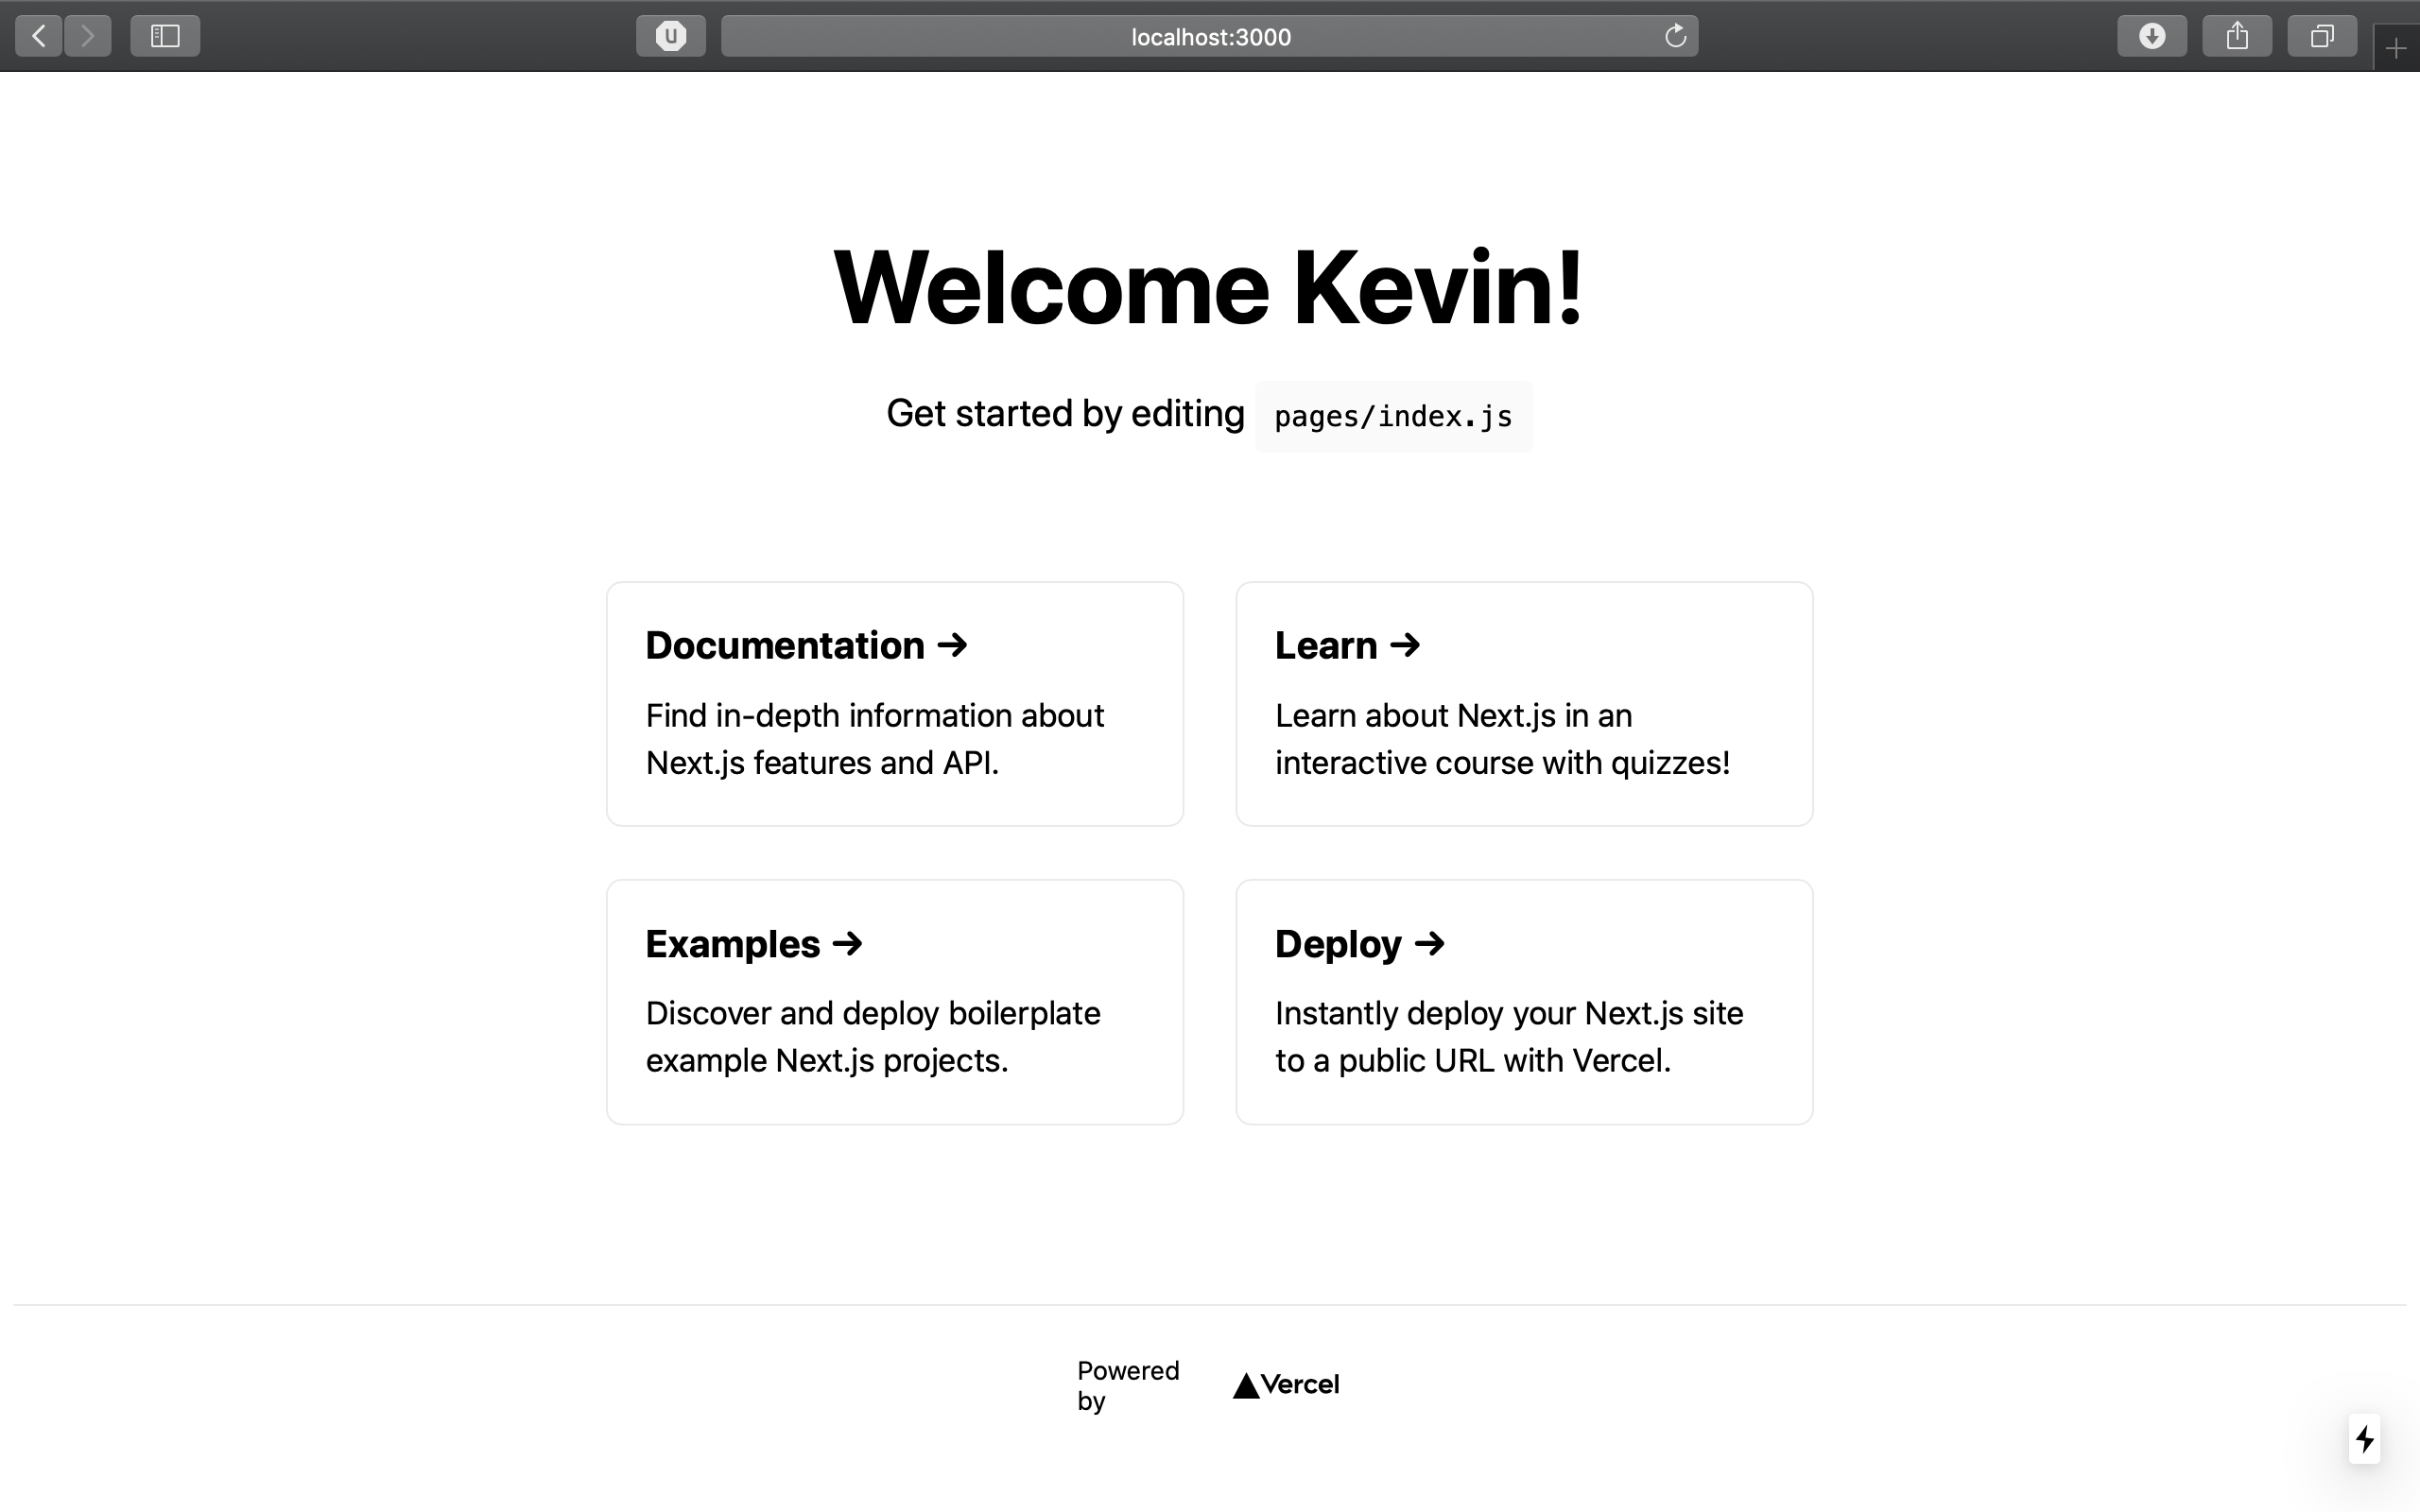 U
localhost:3000
Welcome Kevin!
Get started by editing pages/index.js
Documentation →
Find in-depth information about
Next.js features and API.
Learn →
Learn about Next.js in an
interactive course with quizzes!
Examples →
Discover and deploy boilerplate
example Next.js projects.
Deploy →
Instantly deploy your Next.js site
to a public URL with Vercel.
Powered
by
Vercel